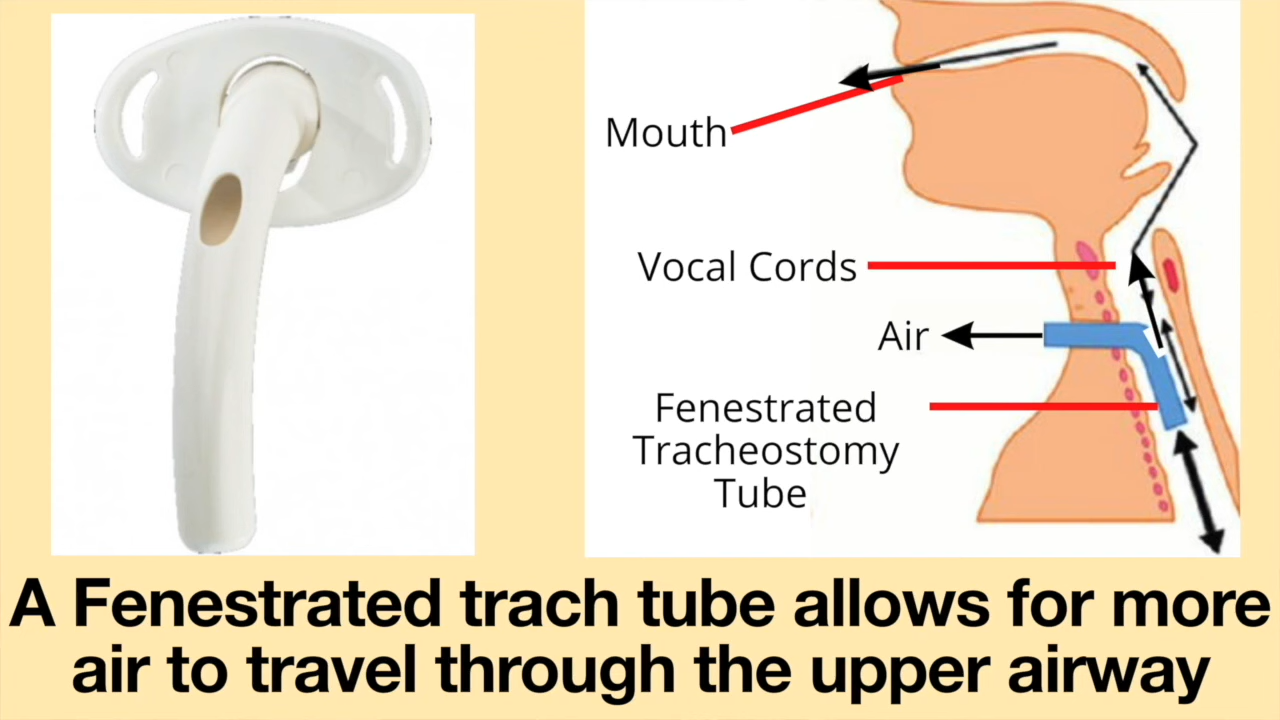 Mouth
Vocal Cords
Air
Fenestrated
Tracheostomy
Tube
A Fenestrated trach tube allows for more
air to travel through the upper airway